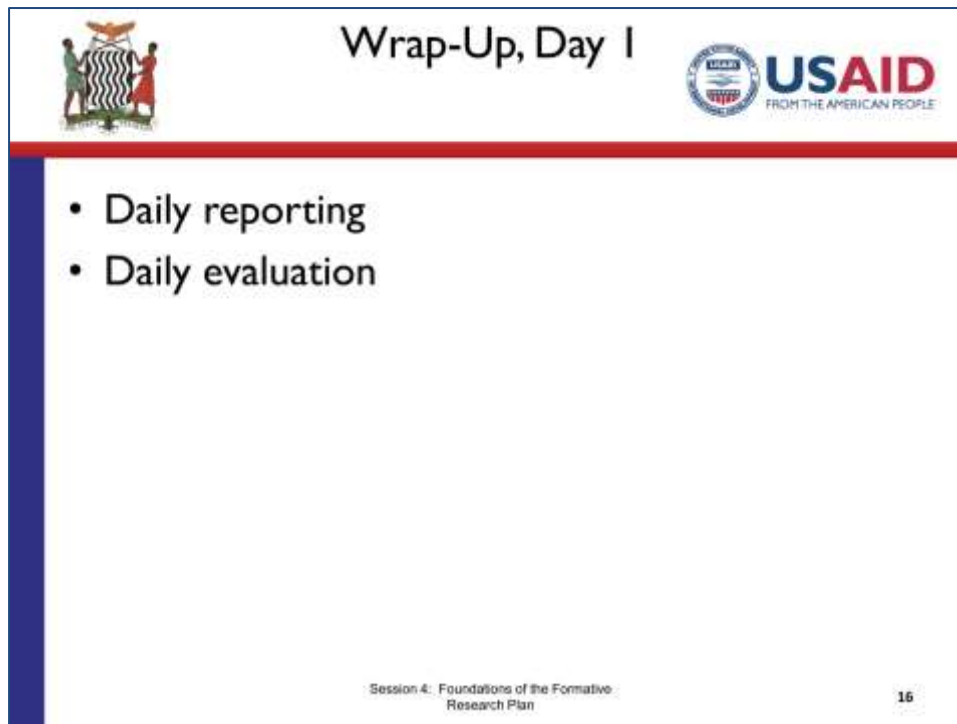 Wrap-Up, Day 1
USAID
FROM THE AMERICAN PEOPLE
• Daily reporting
• Daily evaluation
Session 4: Foundations of the Formative
Research Plan
16